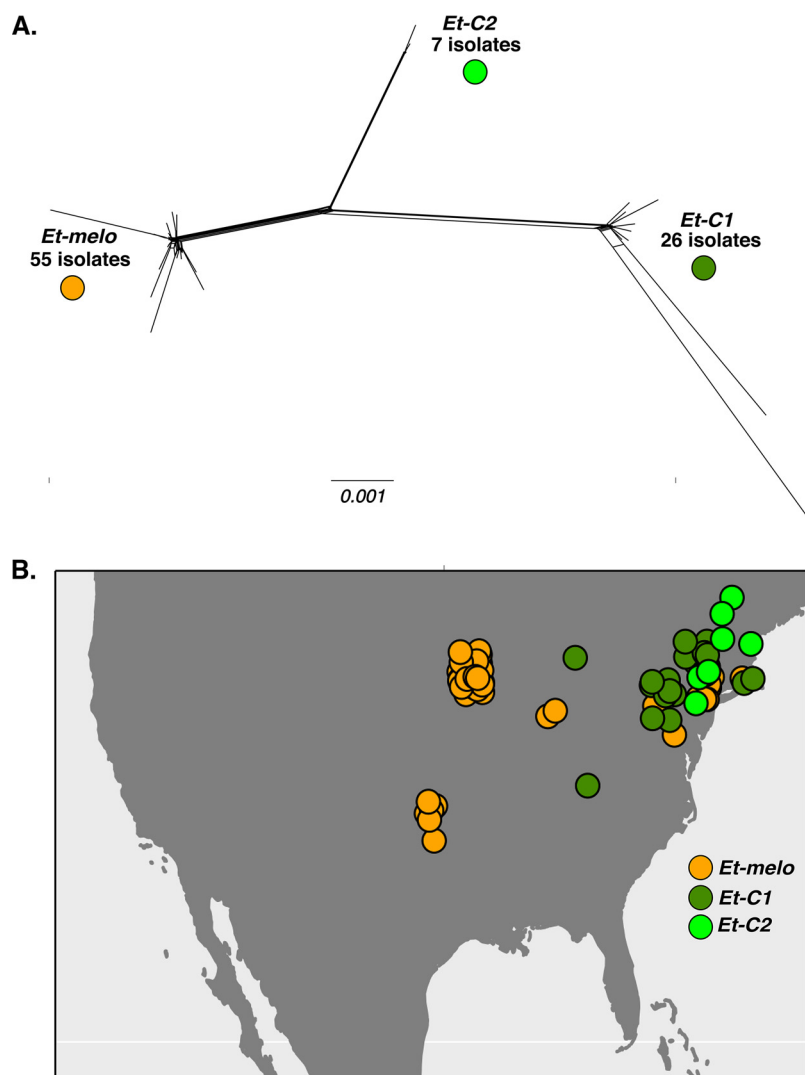 A.
Et-C2
7 isolates
Et-C1
26 isolates
Et-melo
55 isolates
0.001
B.
Et-melo
Et-C1
Et-C2